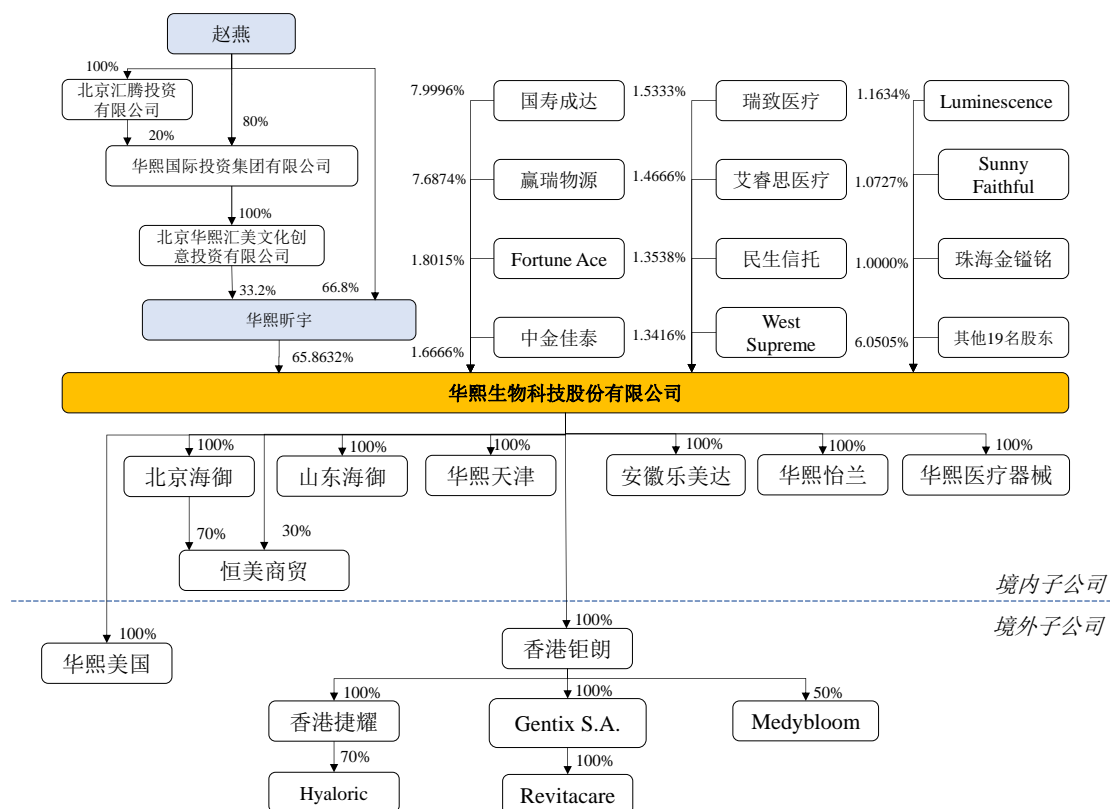 赵燕
100%
北京汇腾投资
有限公司
20%
80%
华熙国际投资集团有限公司
100%
北京华熙汇美文化创
意投资有限公司
33.2%
66.8%
华熙昕宇
65.8632%
7.9996%
国寿成达
7.6874%
赢瑞物源
1.8015%
Fortune Ace
1.6666%
中金佳泰
1.5333%
瑞致医疗
1.4666%
艾睿思医疗
1.3538%
民生信托
1.3416%
West
Supreme
1.1634%
Luminescence
1.0727%
Sunny
Faithful
1.0000%
珠海金镒铭
6.0505%
其他19名股东
华熙生物科技股份有限公司
100%
北京海御
100%
山东海御
100%
华熙天津
100%
安徽乐美达
100%
华熙怡兰
100%
华熙医疗器械
70%
30%
恒美商贸
境内子公司
境外子公司
100%
华熙美国
100%
香港钜朗
100%
香港捷耀
100%
Gentix S.A.
50%
Medybloom
70%
Hyaloric
100%
Revitacare